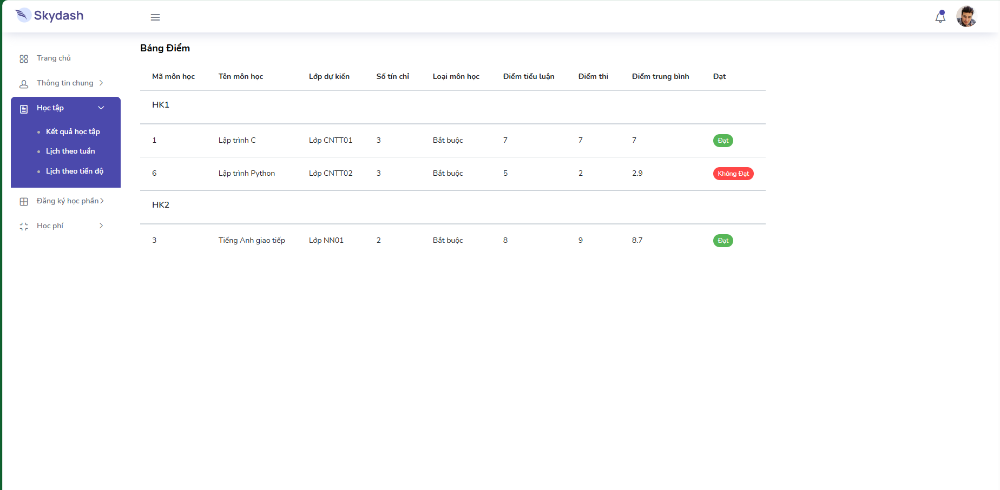 Skydash
Trang chủ
Thông tin chung
Học tập
Kết quả học tập
Lịch theo tuần
Lịch theo tiến độ
Đăng ký học phần
Học phí
Bảng Điểm
Mã môn học Tên môn học Lớp dự kiến Số tín chỉ Loại môn học Điểm tiểu luận Điểm thi Điểm trung bình Đạt
HK1
1 Lập trình C Lớp CNTT01 3 Bắt buộc 7 7 7 Đạt
6 Lập trình Python Lớp CNTT02 3 Bắt buộc 5 2 2.9 Không Đạt
HK2
3 Tiếng Anh giao tiếp Lớp NN01 2 Bắt buộc 8 9 8.7 Đạt